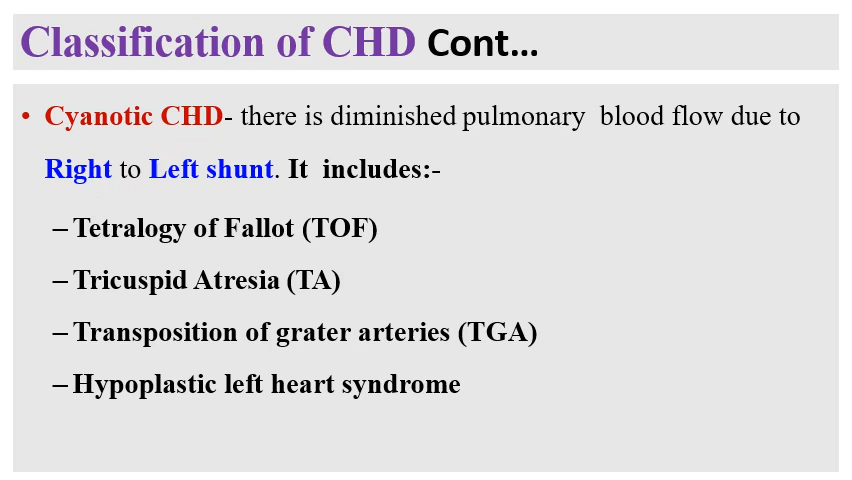 Classification of CHD Cont…
• Cyanotic CHD- there is diminished pulmonary blood flow due to
Right to Left shunt. It includes:-
– Tetralogy of Fallot (TOF)
– Tricuspid Atresia (TA)
– Transposition of grater arteries (TGA)
– Hypoplastic left heart syndrome